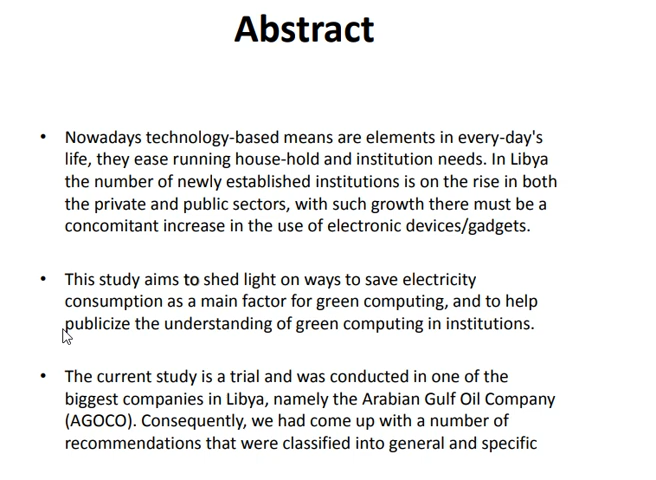 Abstract
• Nowadays technology-based means are elements in every-day's
life, they ease running house-hold and institution needs. In Libya
the number of newly established institutions is on the rise in both
the private and public sectors, with such growth there must be a
concomitant increase in the use of electronic devices/gadgets.
• This study aims to shed light on ways to save electricity
consumption as a main factor for green computing, and to help
publicize the understanding of green computing in institutions.
• The current study is a trial and was conducted in one of the
biggest companies in Libya, namely the Arabian Gulf Oil Company
(AGOCO). Consequently, we had come up with a number of
recommendations that were classified into general and specific